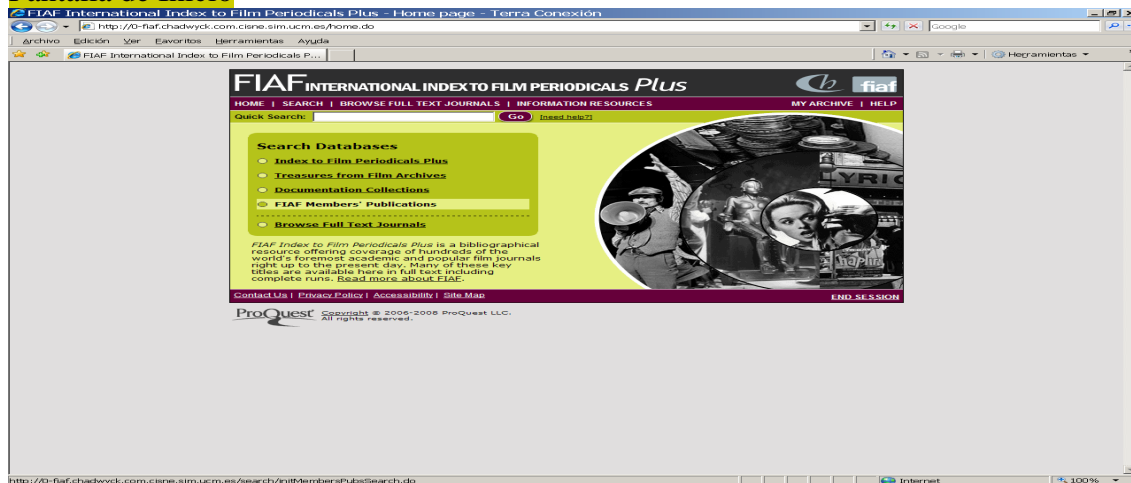 Pantalla de Inicio
FIAF International Index to Film Periodicals Plus - Home page - Terra Conexión
http://0-fiaf.chadwyck.com.cisne.sim.ucm.es/home.do
Google
Archivo Edición Ver Favoritos Herramientas Ayuda
FIAF International Index to Film Periodicals P...
Herramientas
FIAF INTERNATIONAL INDEX TO FILM PERIODICALS Plus
Ch fiaf
HOME | SEARCH | BROWSE FULL TEXT JOURNALS | INFORMATION RESOURCES
MY ARCHIVE | HELP
Quick Search: Go [need help?]
Search Databases
Index to Film Periodicals Plus
Treasures from Film Archives
Documentation Collections
FIAF Members' Publications
Browse Full Text Journals
LYRIC
Chaplin
FIAF Index to Film Periodicals Plus is a bibliographical
resource offering coverage of hundreds of the
world's foremost academic and popular film journals
right up to the present day. Many of these key
titles are available here in full text including
complete runs. Read more about FIAF.
Contact Us | Privacy Policy | Accessibility | Site Map
END SESSION
ProQuest Copyright © 2006-2008 ProQuest LLC.
All rights reserved.
http://0-fiaf.chadwyck.com.cisne.sim.ucm.es/search/initMembersPubsSearch.do
Internet
100%